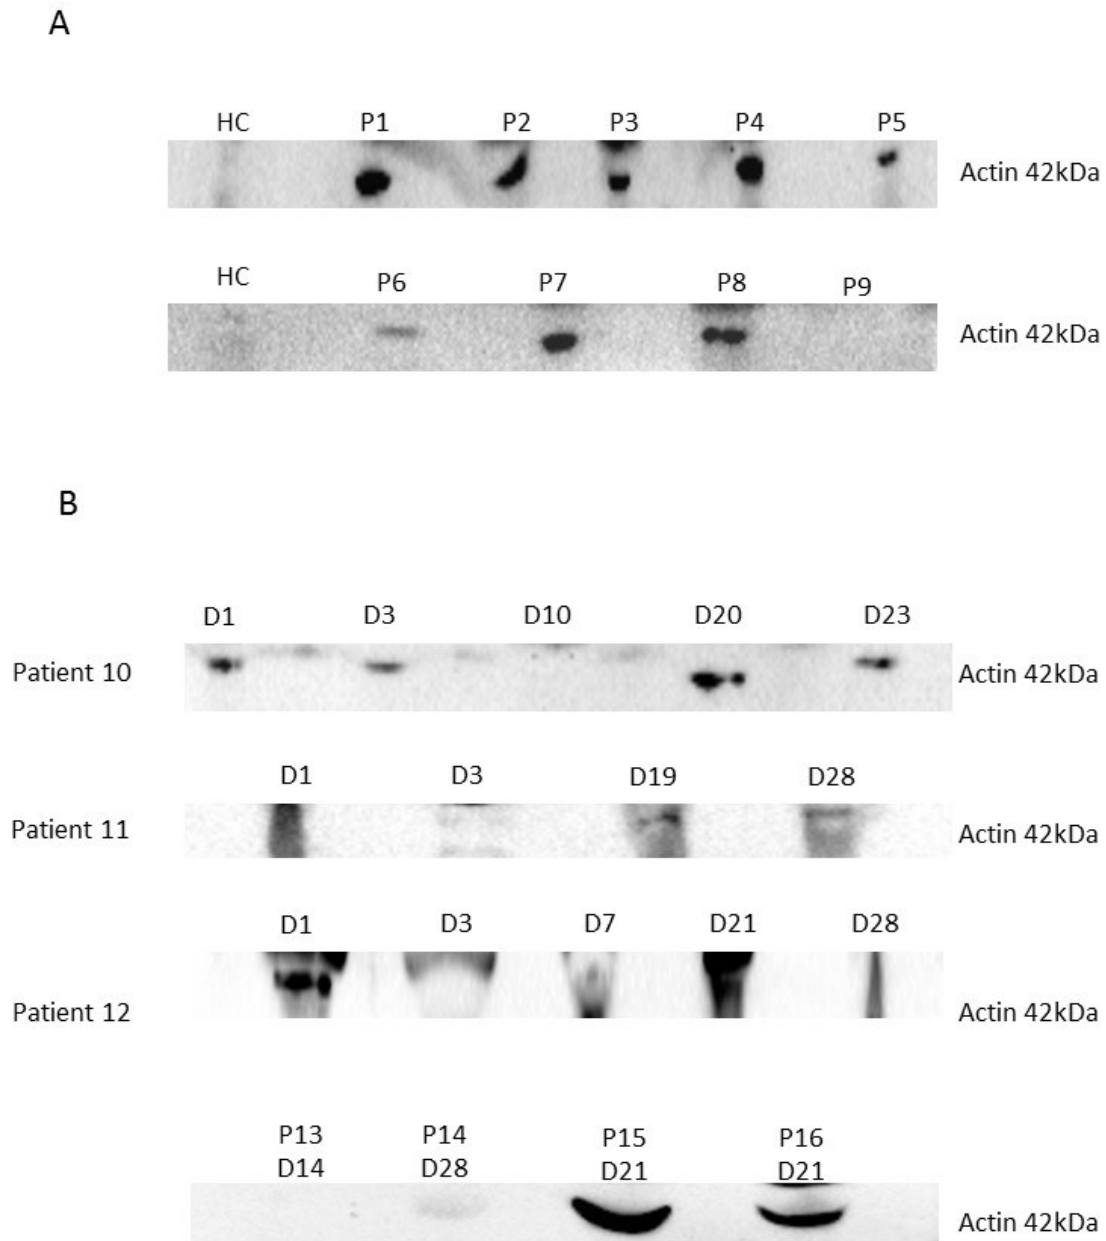 A
HC P1 P2 P3 P4 P5
Actin 42kDa
HC P6 P7 P8 P9
Actin 42kDa
B
D1 D3 D10 D20 D23
Patient 10 Actin 42kDa
D1 D3 D19 D28
Patient 11 Actin 42kDa
D1 D3 D7 D21 D28
Patient 12 Actin 42kDa
P13 P14 P15 P16
D14 D28 D21 D21
Actin 42kDa